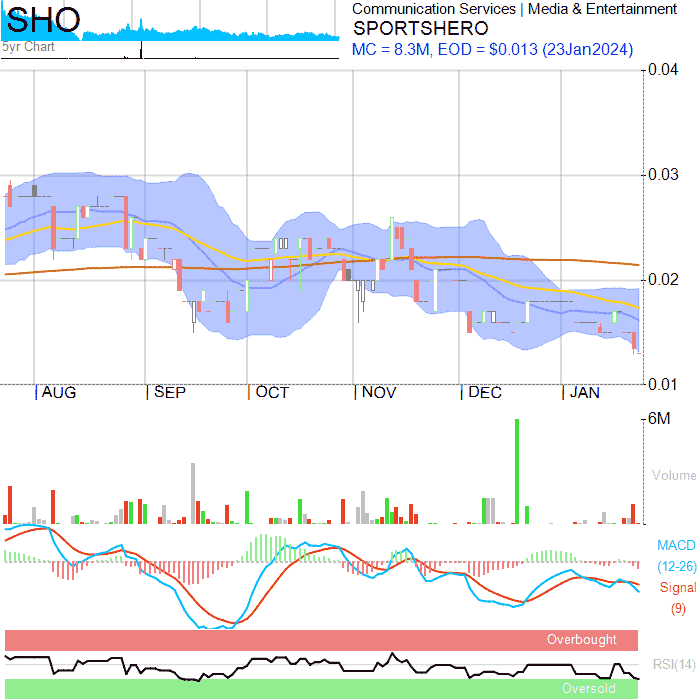 SHO
5yr Chart
Communication Services | Media & Entertainment
SPORTSHERO
MC = 8.3M, EOD = $0.013 (23Jan2024)
0.04
0.03
0.02
0.01
AUG
SEP
OCT
NOV
DEC
JAN
6M
Volume
MACD
(12-26)
Signal
(9)
Overbought
RSI(14)
Oversold